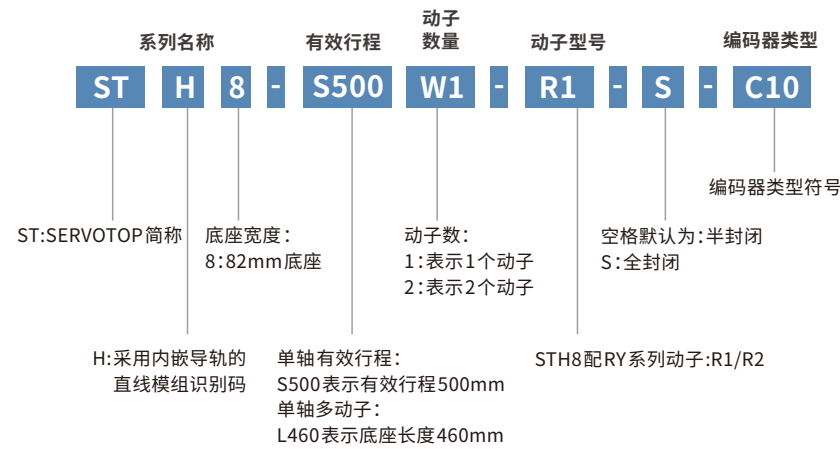 系列名称
有效行程
动子
数量
动子型号
编码器类型
ST H 8 - S500 W1 - R1 - S - C10
编码器类型符号
ST:SERVOTOP简称
底座宽度：
8：82mm底座
动子数：
1：表示1个动子
2：表示2个动子
空格默认为：半封闭
S：全封闭
H：采用内嵌导轨的
直线模组识别码
单轴有效行程：
S500表示有效行程500mm
单轴多动子：
L460表示底座长度460mm
STH8配RY系列动子:R1/R2